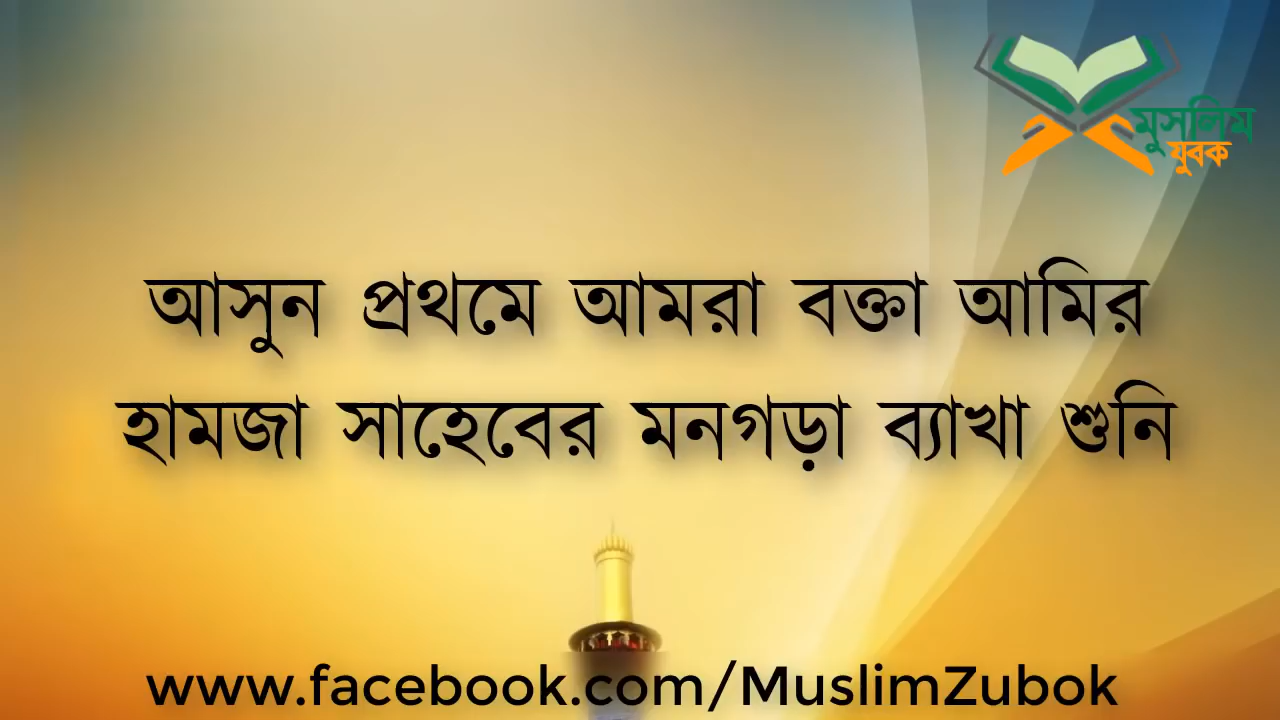 মুসলিম
যুবক
আসুন প্রথমে আমরা বক্তা আমির
হামজা সাহেবের মনগড়া ব্যাখা শুনি
www.facebook.com/MuslimZubok